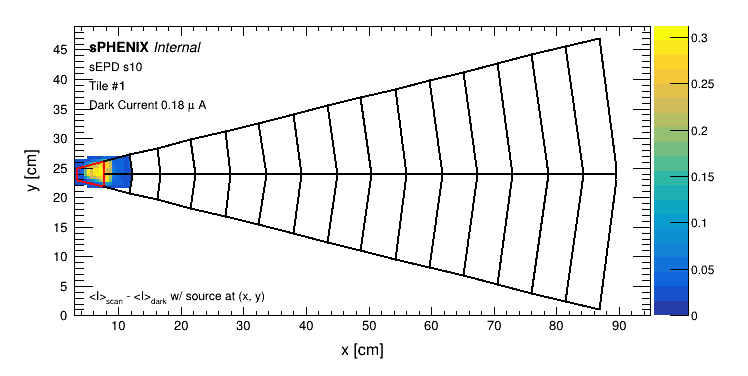 sPHENIX Internal
sEPD s10
Tile #1
Dark Current 0.18 μ A
<I>scan - <I>dark w/ source at (x, y)
y [cm]
45
40
35
30
25
20
15
10
5
0
10 20 30 40 50 60 70 80 90
x [cm]
0.3
0.25
0.2
0.15
0.1
0.05
0